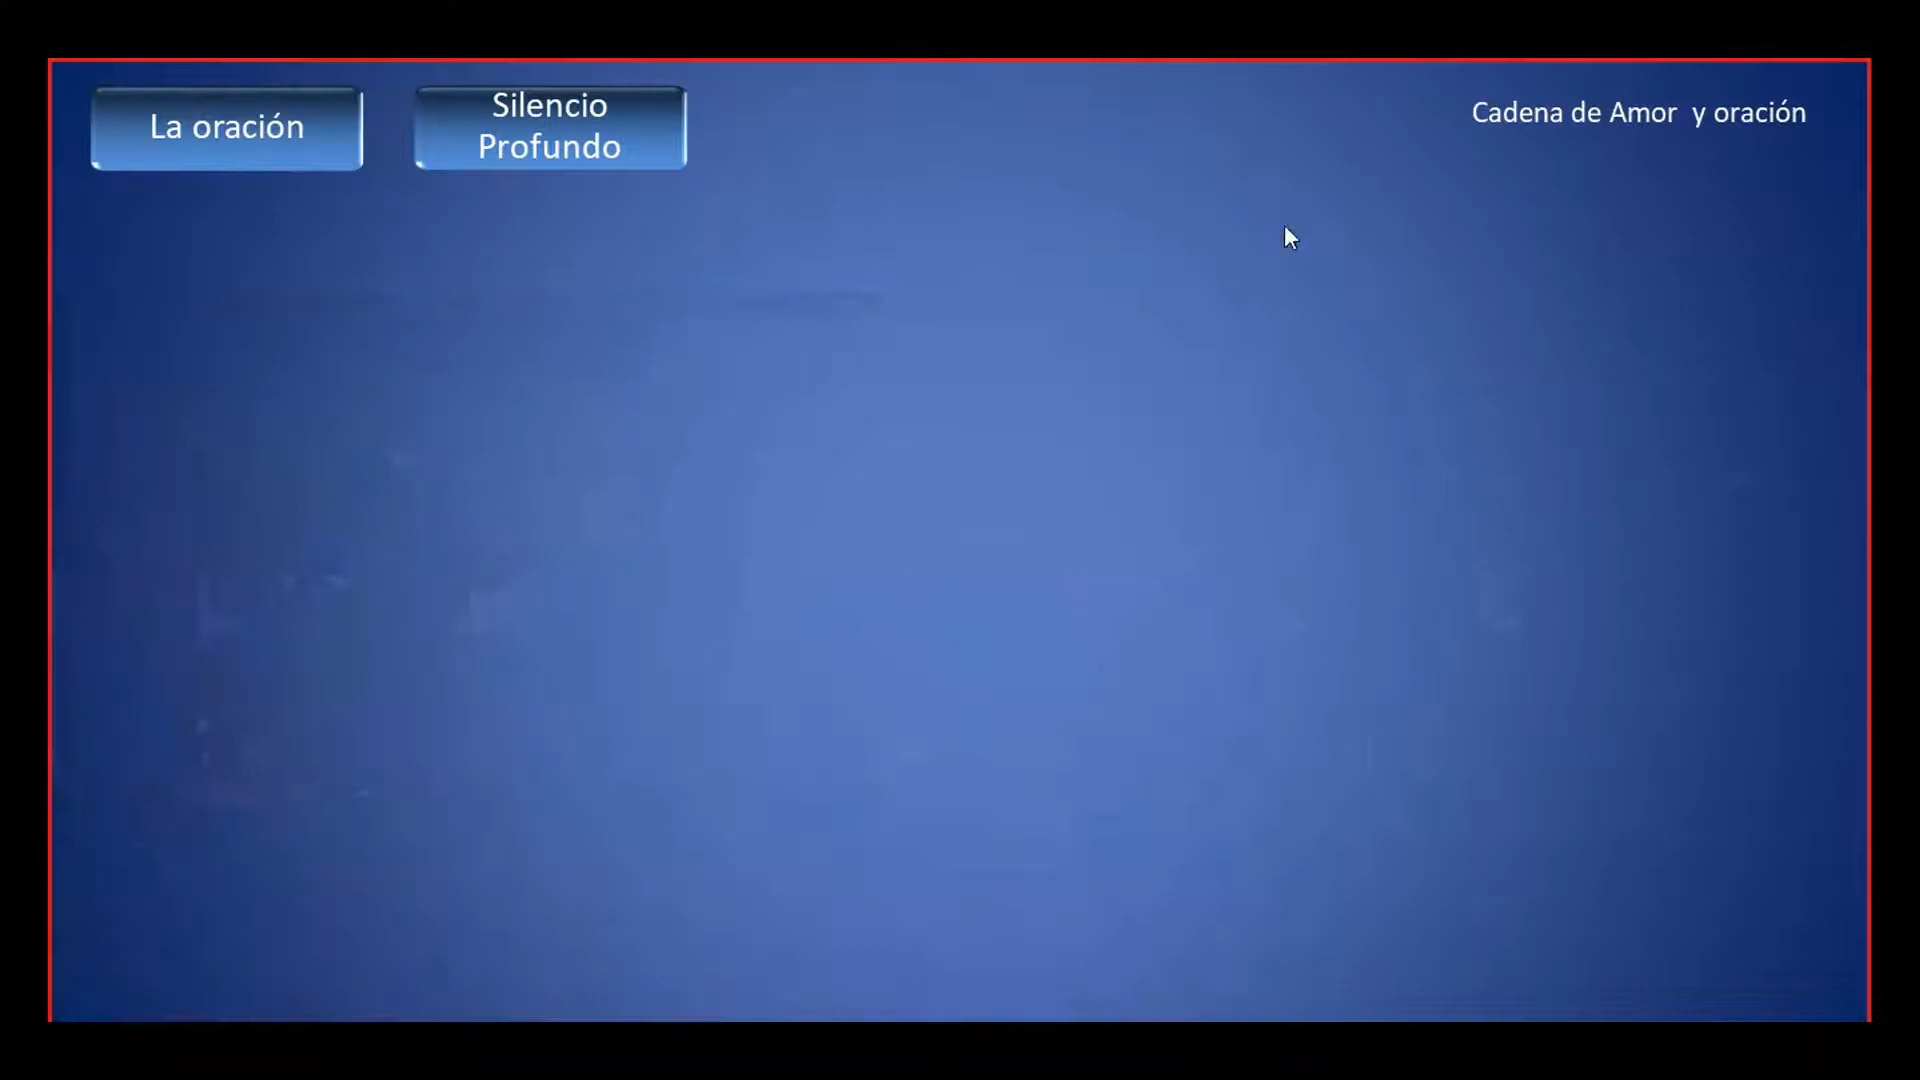 La oración
Silencio
Profundo
Cadena de Amor  y oración